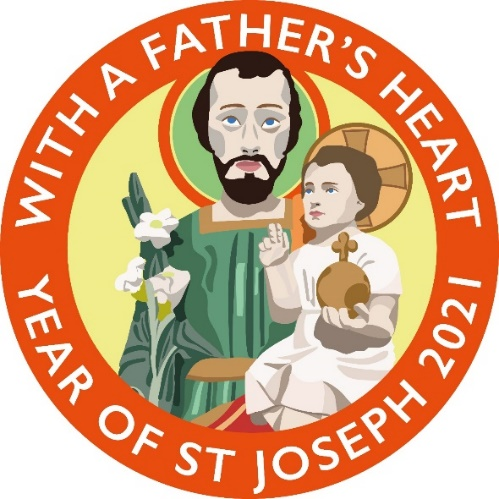 WITH A FATHER'S HEART
YEAR OF ST JOSEPH 2021